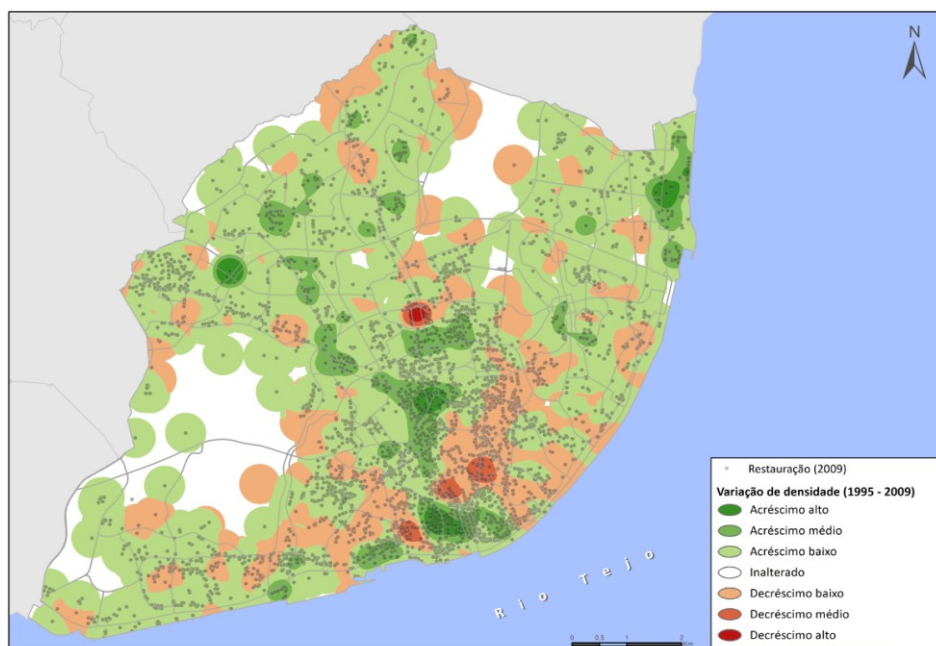 N
Restauração (2009)
Variação de densidade (1995 - 2009)
Acréscimo alto
Acréscimo médio
Acréscimo baixo
Inalterado
Decréscimo baixo
Decréscimo médio
Decréscimo alto
Rio Tejo
0 0,5 1 2